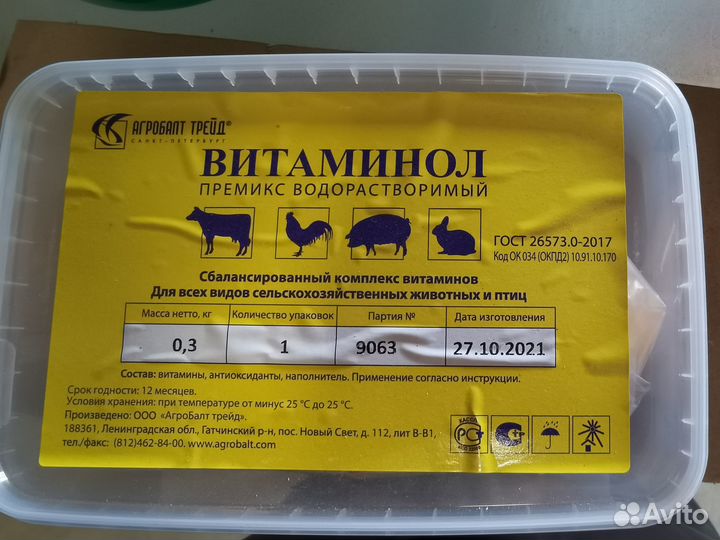 АГРОБАЛТ ТРЕЙД®
САНКТ-ПЕТЕРБУРГ
ВИТАМИНОЛ
ПРЕМИКС ВОДОРАСТВОРИМЫЙ
ГОСТ 26573.0-2017
Код ОК 034 (ОКПД2) 10.91.10.170
Сбалансированный комплекс витаминов
Для всех видов сельскохозяйственных животных и птиц
Масса нетто, кг Количество упаковок Партия № Дата изготовления
0,3 1 9063 27.10.2021
Состав: витамины, антиоксиданты, наполнитель. Применение согласно инструкции.
Срок годности: 12 месяцев.
Условия хранения: при температуре от минус 25 °С до 25 °С.
Произведено: ООО «АгроБалт трейд».
188361, Ленинградская обл., Гатчинский р-н, пос. Новый Свет, д. 112, лит В-В1,
тел./факс: (812)462-84-00. www.agrobalt.com
Avito